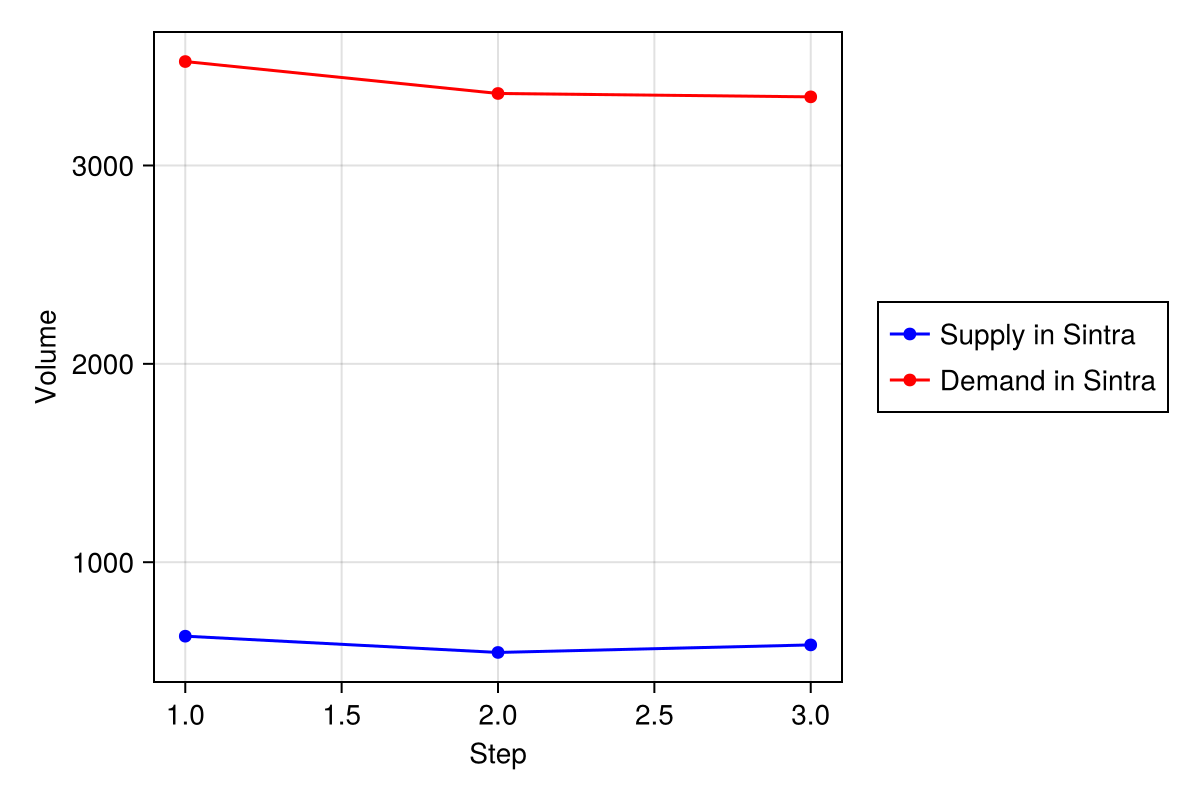 3000
2000
1000
Volume
1.0 1.5 2.0 2.5 3.0
Step
Supply in Sintra
Demand in Sintra